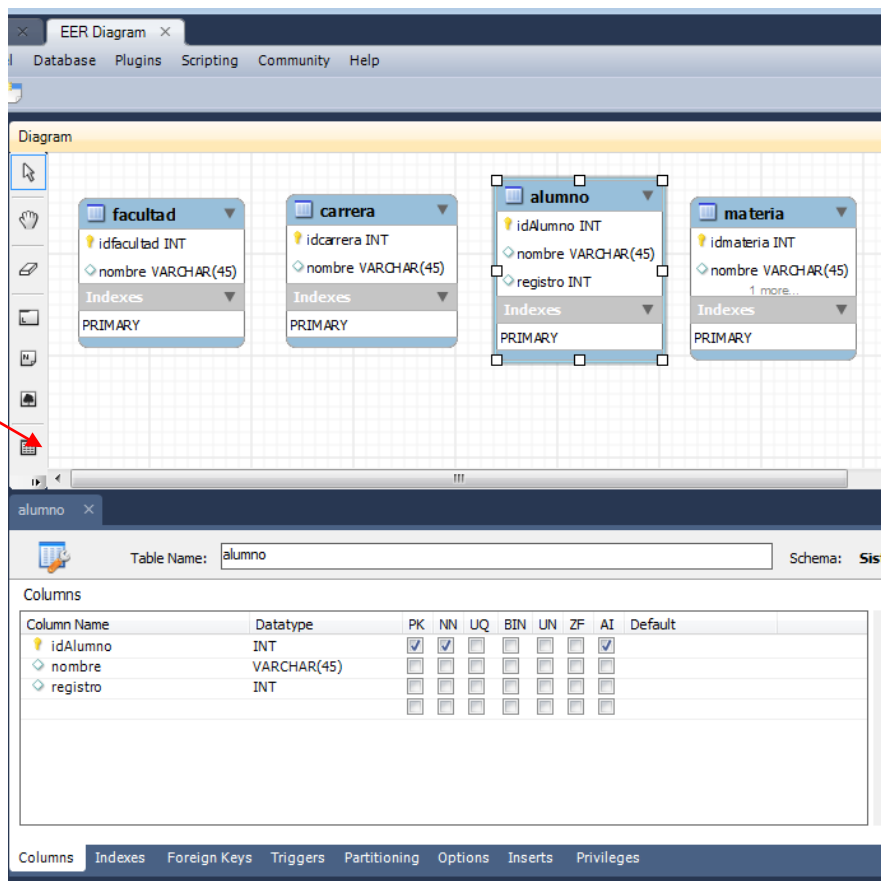 EER Diagram
Database Plugins Scripting Community Help
Diagram
facultad
idfacultad INT
nombre VARCHAR(45)
Indexes
PRIMARY
carrera
idcarrera INT
nombre VARCHAR(45)
Indexes
PRIMARY
alumno
idAlumno INT
nombre VARCHAR(45)
registro INT
Indexes
PRIMARY
materia
idmateria INT
nombre VARCHAR(45)
1 more...
Indexes
PRIMARY
alumno
Table Name: alumno Schema: Sis
Columns
Column Name Datatype PK NN UQ BIN UN ZF AI Default
idAlumno INT
nombre VARCHAR(45)
registro INT
Columns Indexes Foreign Keys Triggers Partitioning Options Inserts Privileges